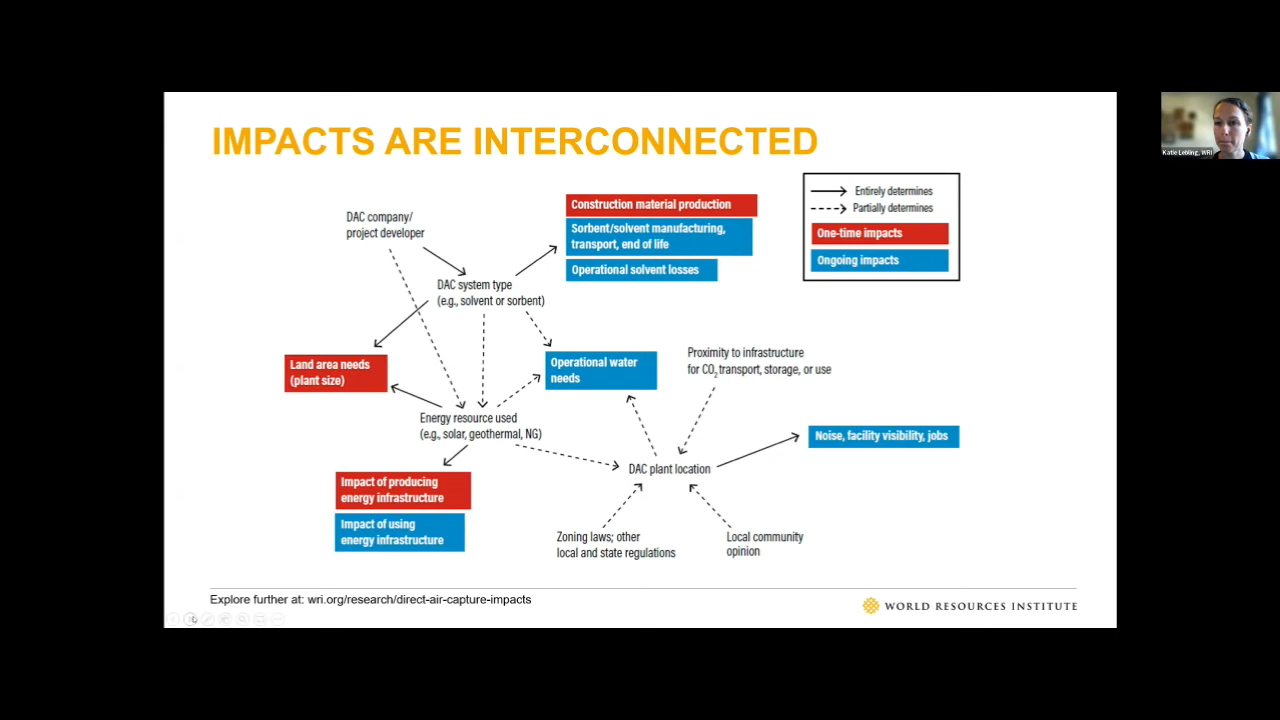 IMPACTS ARE INTERCONNECTED
Katie Lebling, WRI
DAC company/
project developer
Construction material production
Sorbent/solvent manufacturing,
transport, end of life
Operational solvent losses
Entirely determines
Partially determines
One-time impacts
Ongoing impacts
DAC system type
(e.g., solvent or sorbent)
Land area needs
(plant size)
Operational water
needs
Proximity to infrastructure
for CO2 transport, storage, or use
Energy resource used
(e.g., solar, geothermal, NG)
Noise, facility visibility, jobs
DAC plant location
Impact of producing
energy infrastructure
Impact of using
energy infrastructure
Zoning laws; other
local and state regulations
Local community
opinion
Explore further at: wri.org/research/direct-air-capture-impacts
WORLD RESOURCES INSTITUTE